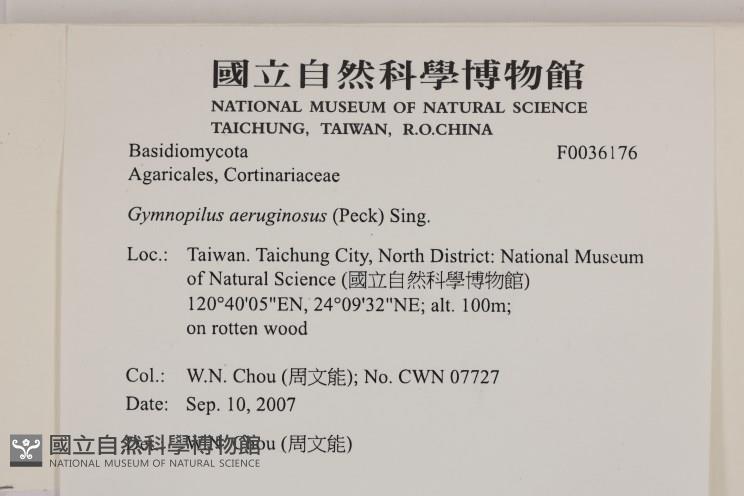 國立自然科學博物館
NATIONAL MUSEUM OF NATURAL SCIENCE
TAICHUNG, TAIWAN, R.O.CHINA
Basidiomycota F0036176
Agaricales, Cortinariaceae
Gymnopilus aeruginosus (Peck) Sing.
Loc.: Taiwan. Taichung City, North District: National Museum
of Natural Science (國立自然科學博物館)
120°40'05"EN, 24°09'32"NE; alt. 100m;
on rotten wood
Col.: W.N. Chou (周文能); No. CWN 07727
Date: Sep. 10, 2007
W.N. Chou (周文能)
國立自然科學博物館
NATIONAL MUSEUM OF NATURAL SCIENCE